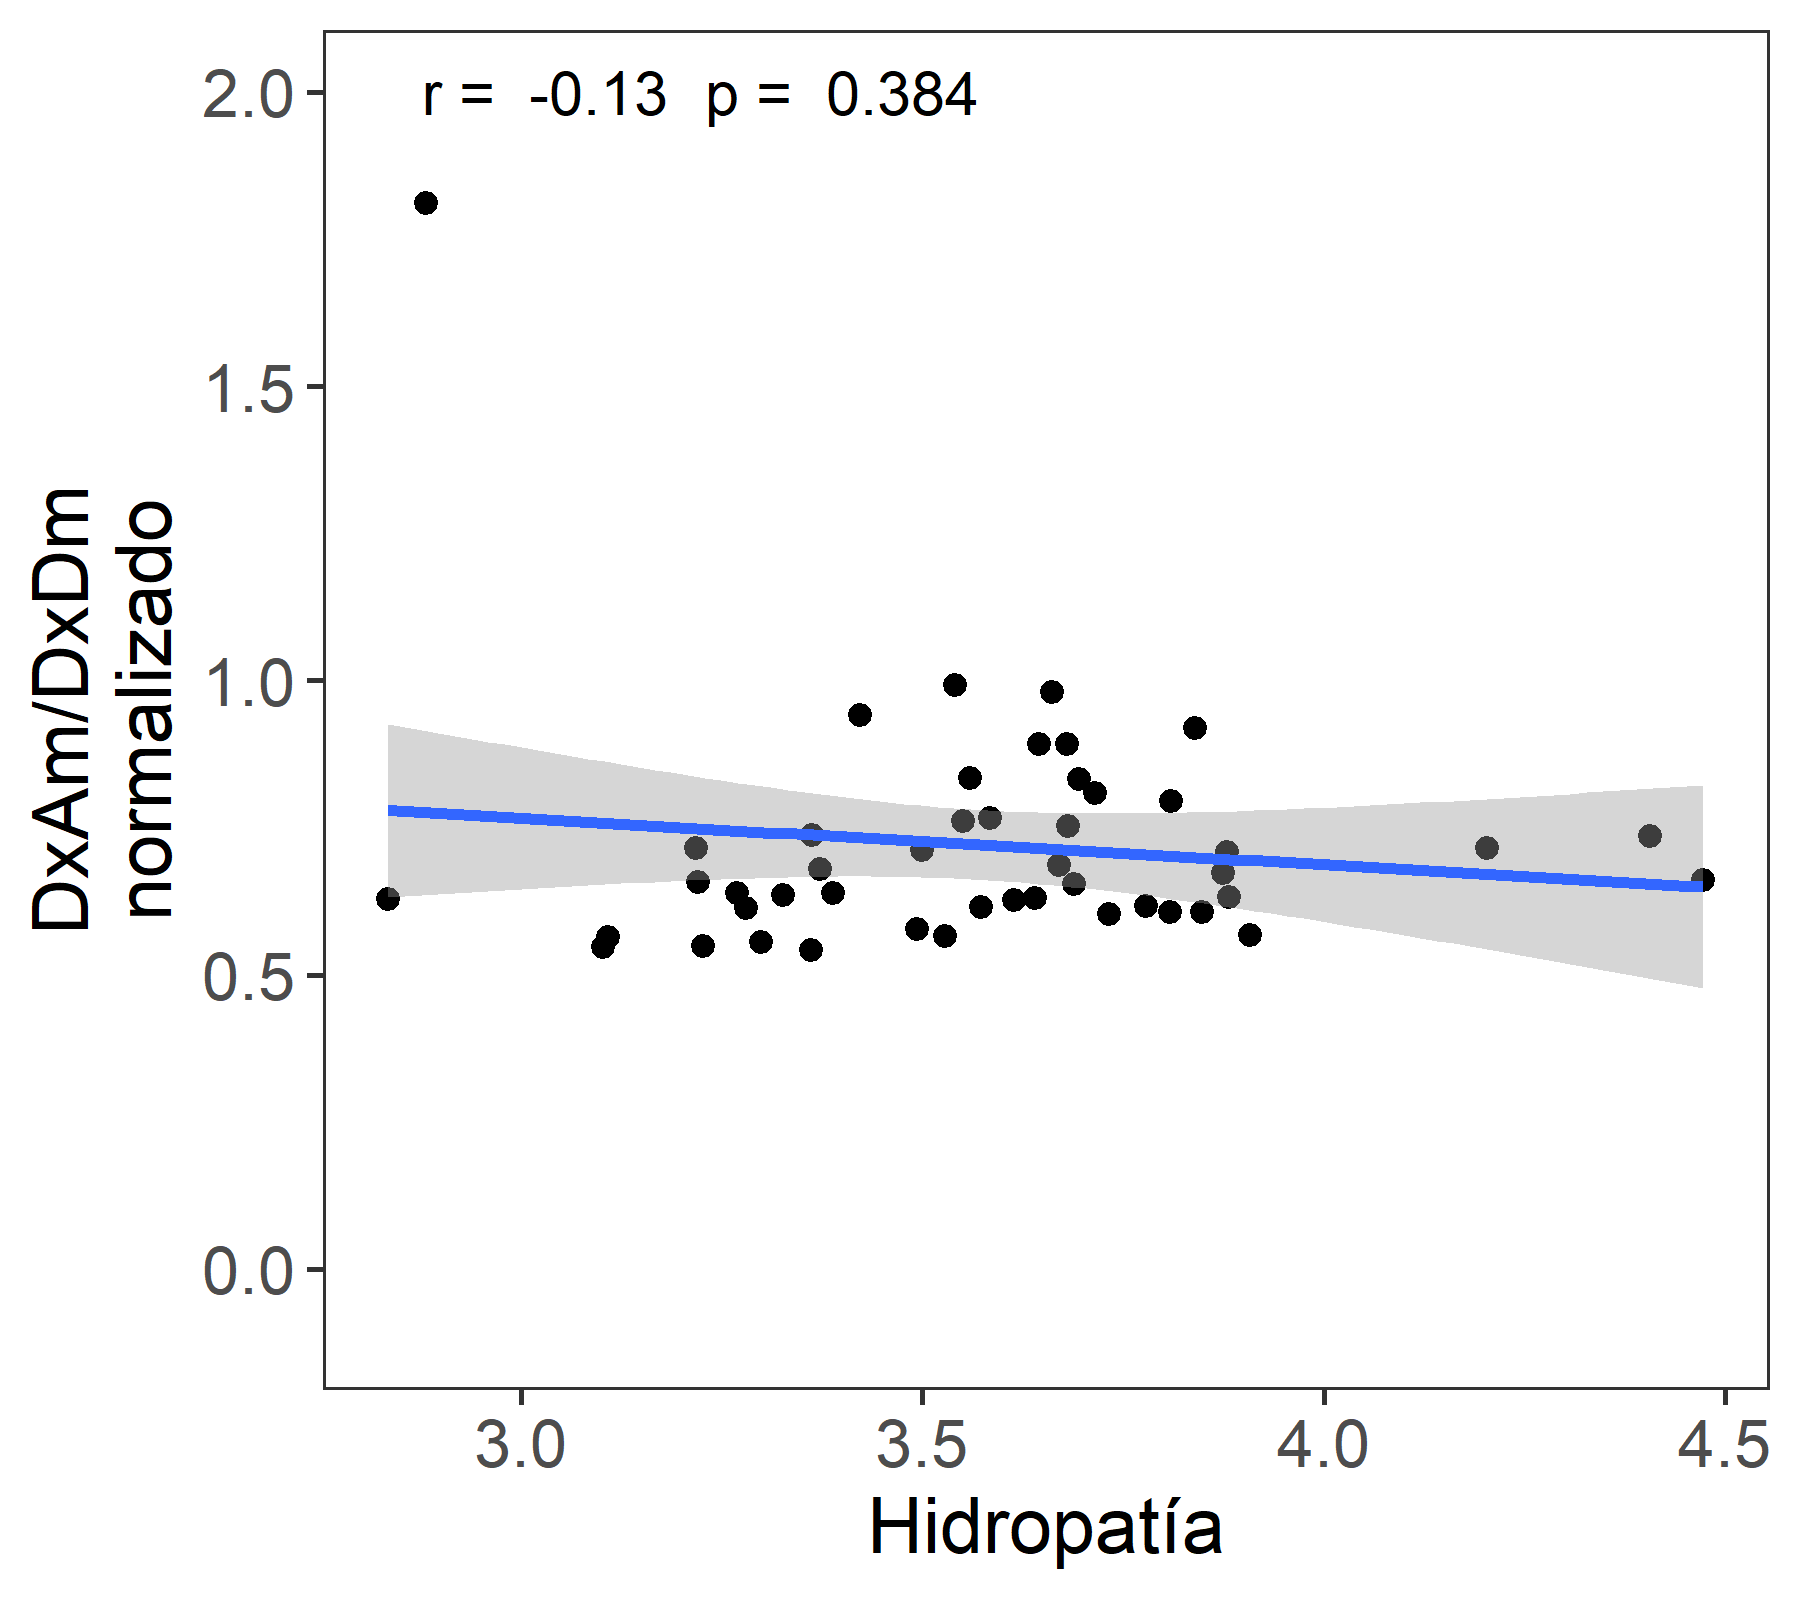 r =  -0.13  p =  0.384
2.0
1.5
1.0
0.5
0.0
DxAm/DxDm
normalizado
3.0 3.5 4.0 4.5
Hidropatía